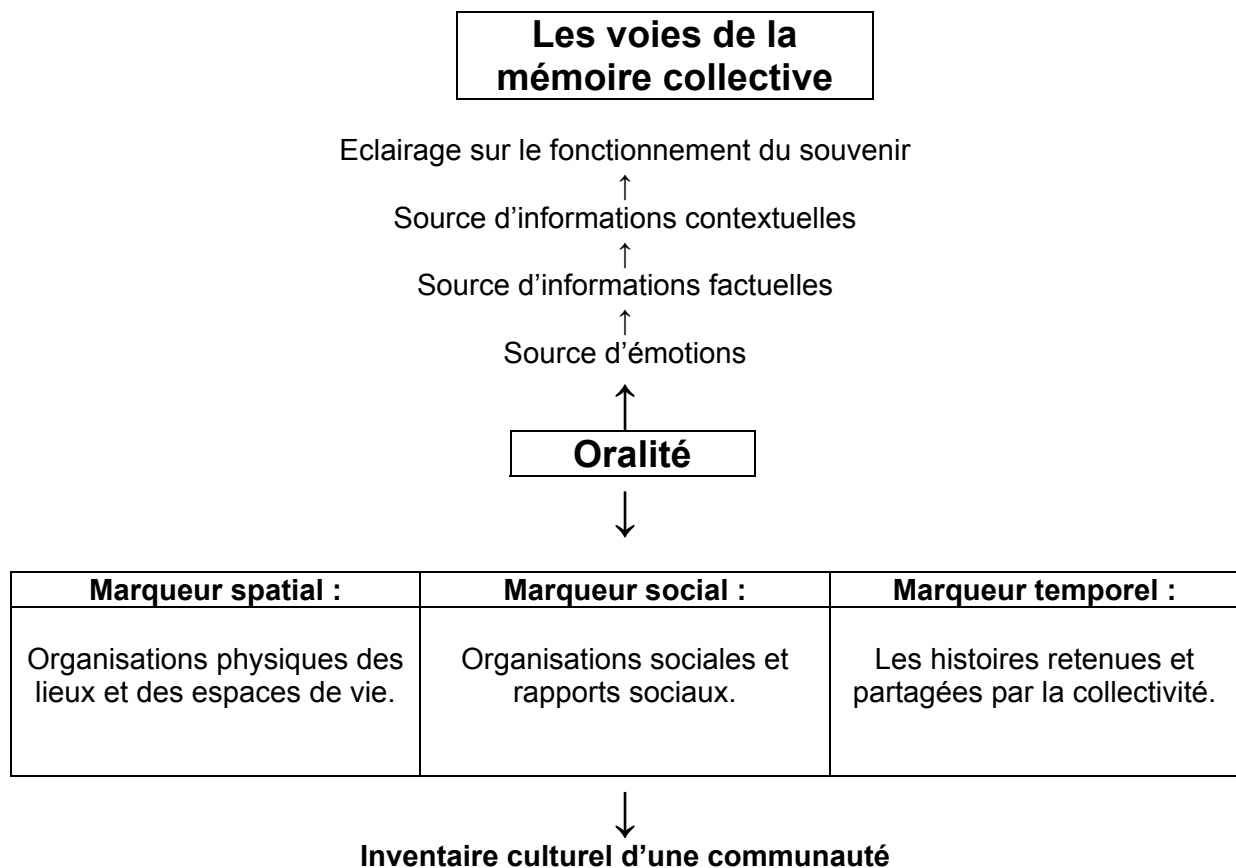 Les voies de la
mémoire collective
Eclairage sur le fonctionnement du souvenir
↑
Source d’informations contextuelles
↑
Source d’informations factuelles
↑
Source d’émotions
↑
Oralité
↓
Marqueur spatial :
Organisations physiques des
lieux et des espaces de vie.
Marqueur social :
Organisations sociales et
rapports sociaux.
Marqueur temporel :
Les histoires retenues et
partagées par la collectivité.
↓
Inventaire culturel d’une communauté